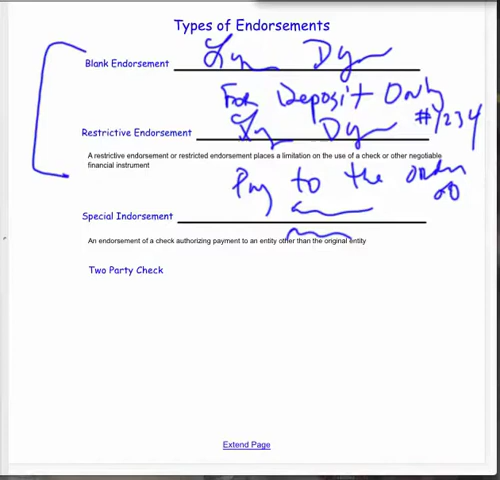 Types of Endorsements
Blank Endorsement
For Deposit Only
#1234
Restrictive Endorsement
A restrictive endorsement or restricted endorsement places a limitation on the use of a check or other negotiable
financial instrument
Pay to the order
Special Indorsement
An endorsement of a check authorizing payment to an entity other than the original entity
Two Party Check
Extend Page